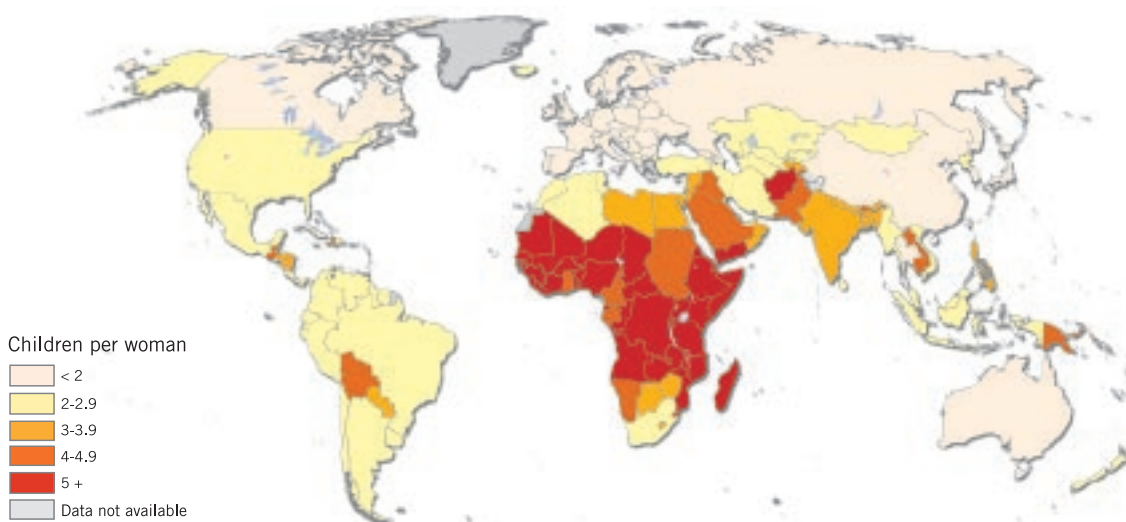 Children per woman
< 2
2-2.9
3-3.9
4-4.9
5 +
Data not available